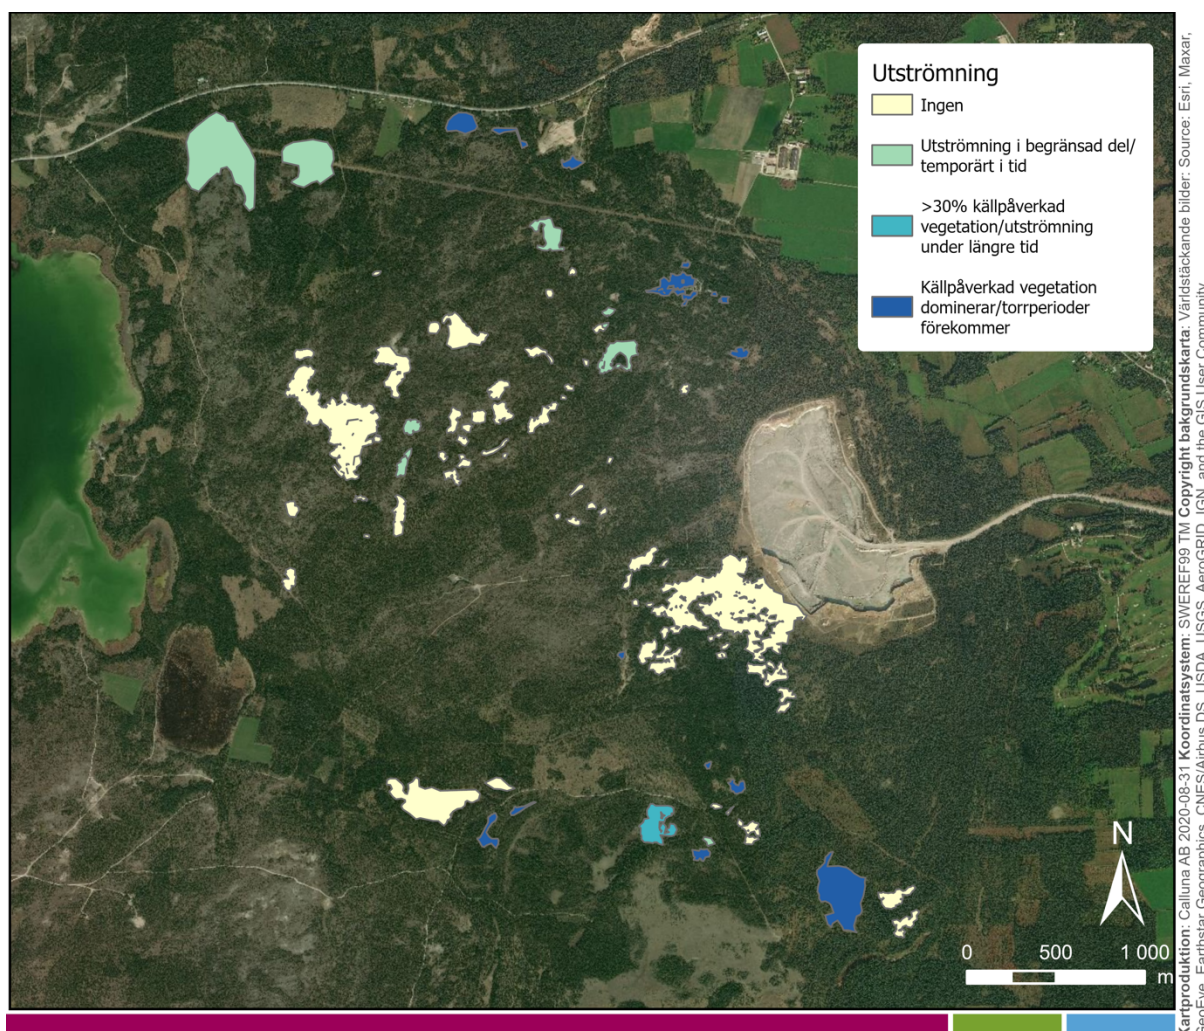 Utströmning
Ingen
Utströmning i begränsad del/
temporärt i tid
>30% källpåverkad
vegetation/utströmning
under längre tid
Källpåverkad vegetation
dominerar/torrperioder
förekommer
N
0 500 1 000
m
artproduktion: Calluna AB 2020-08-31 Koordinatsystem: SWEREF99 TM Copyright bakgrundskarta: Världstäckande bilder: Source: Esri, Maxar,
eoEye, Earthstar Geographics, CNES/Airbus DS, USDA, USGS, AeroGRID, IGN, and the GIS User Community